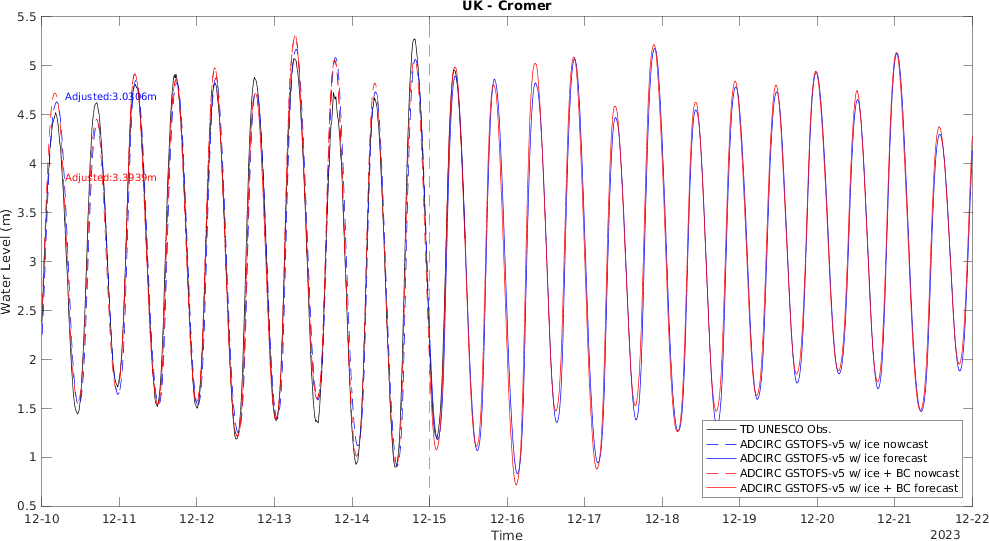 UK - Cromer
5.5
5
4.5
4
3.5
3
2.5
2
1.5
1
0.5
Water Level (m)
Adjusted:3.0306m
Adjusted:3.3939m
TD UNESCO Obs.
ADCIRC GSTOFS-v5 w/ ice nowcast
ADCIRC GSTOFS-v5 w/ ice forecast
ADCIRC GSTOFS-v5 w/ ice + BC nowcast
ADCIRC GSTOFS-v5 w/ ice + BC forecast
12-10 12-11 12-12 12-13 12-14 12-15 12-16 12-17 12-18 12-19 12-20 12-21 12-22
Time
2023